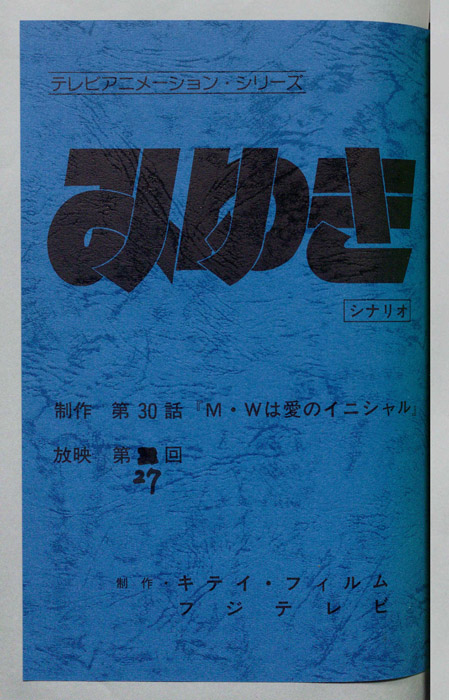 テレビアニメーション・シリーズ
みゆき
シナリオ
制作 第30話『M・Wは愛のイニシャル』
放映 第回
27
制作・キティ・フィルム
フジテレビ